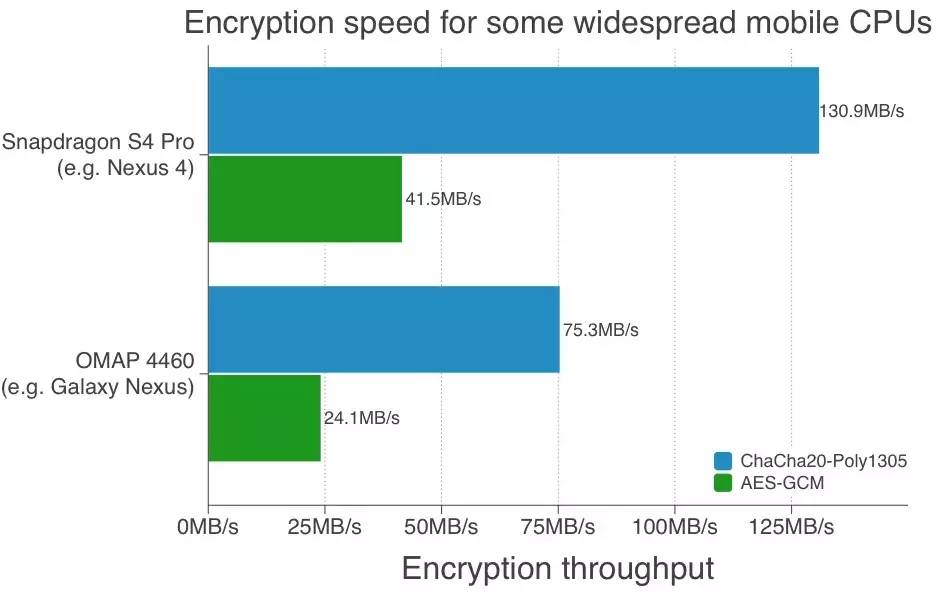 Encryption speed for some widespread mobile CPUs
130.9MB/s
Snapdragon S4 Pro
(e.g. Nexus 4)
41.5MB/s
75.3MB/s
OMAP 4460
(e.g. Galaxy Nexus)
24.1MB/s
ChaCha20-Poly1305
AES-GCM
0MB/s 25MB/s 50MB/s 75MB/s 100MB/s 125MB/s
Encryption throughput